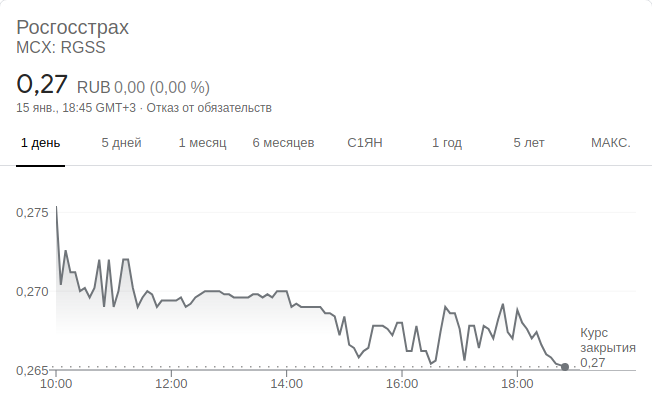 Росгосстрах
MCX: RGSS
0,27 RUB 0,00 (0,00 %)
15 янв., 18:45 GMT+3 · Отказ от обязательств
1 день 5 дней 1 месяц 6 месяцев С1ЯН 1 год 5 лет МАКС.
0,275
0,270
0,265
Курс
закрытия
0,27
10:00 12:00 14:00 16:00 18:00